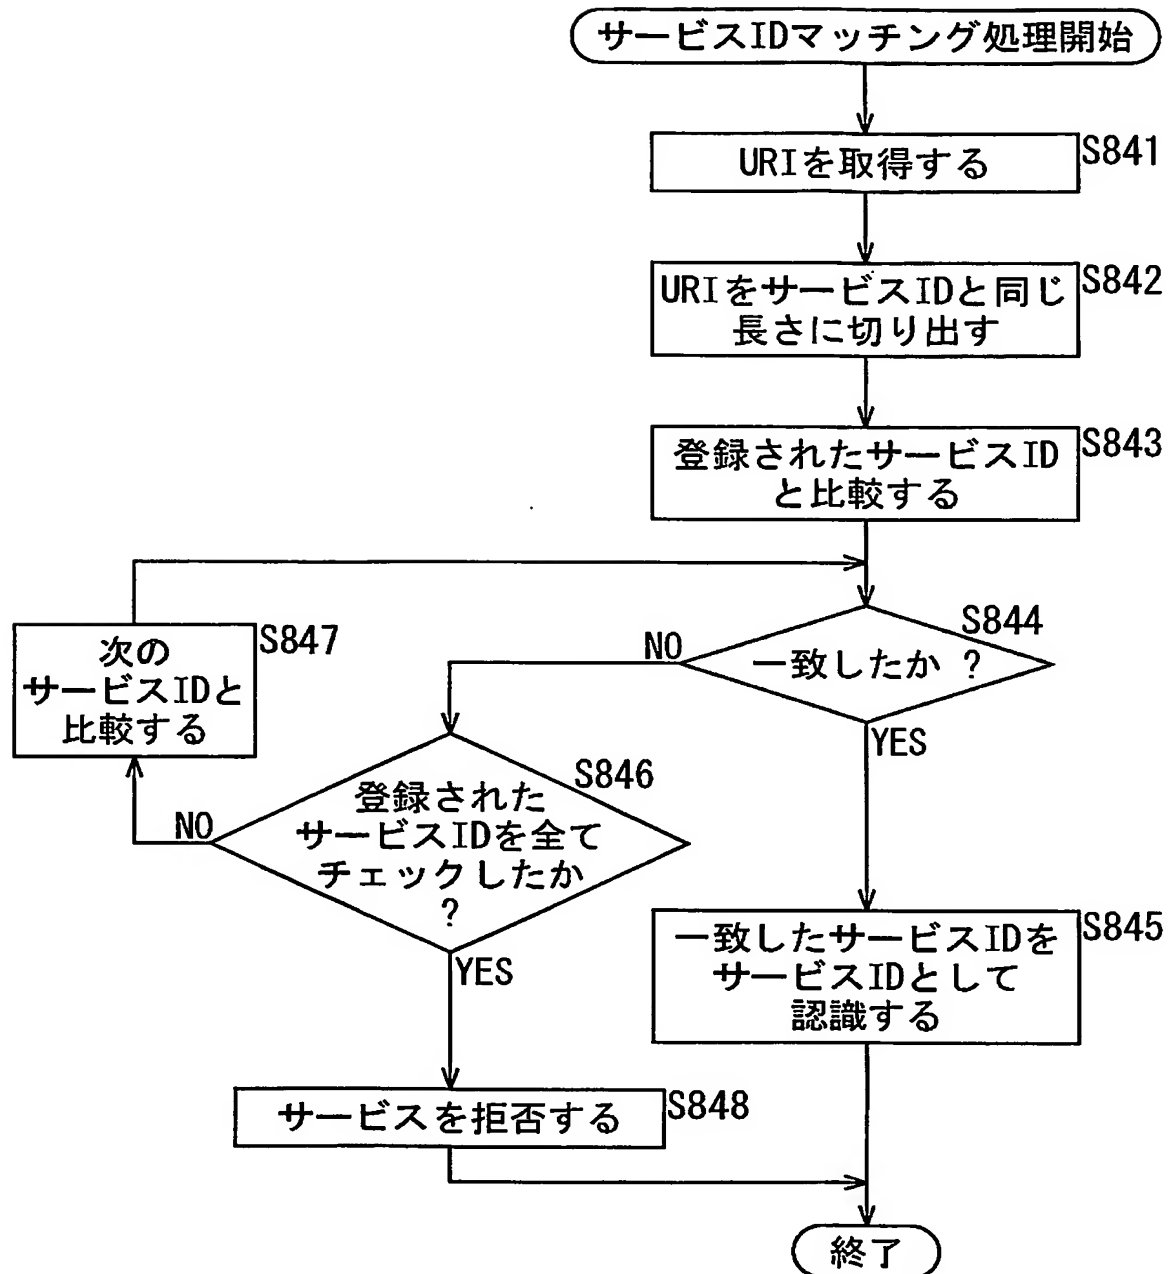 サービスIDマッチング処理開始
URIを取得する
S841
URIをサービスIDと同じ
長さに切り出す
S842
登録されたサービスID
と比較する
S843
一致したか ?
S844
NO
YES
次の
サービスIDと
比較する
S847
登録された
サービスIDを全て
チェックしたか
?
S846
NO
YES
一致したサービスIDを
サービスIDとして
認識する
S845
サービスを拒否する
S848
終了